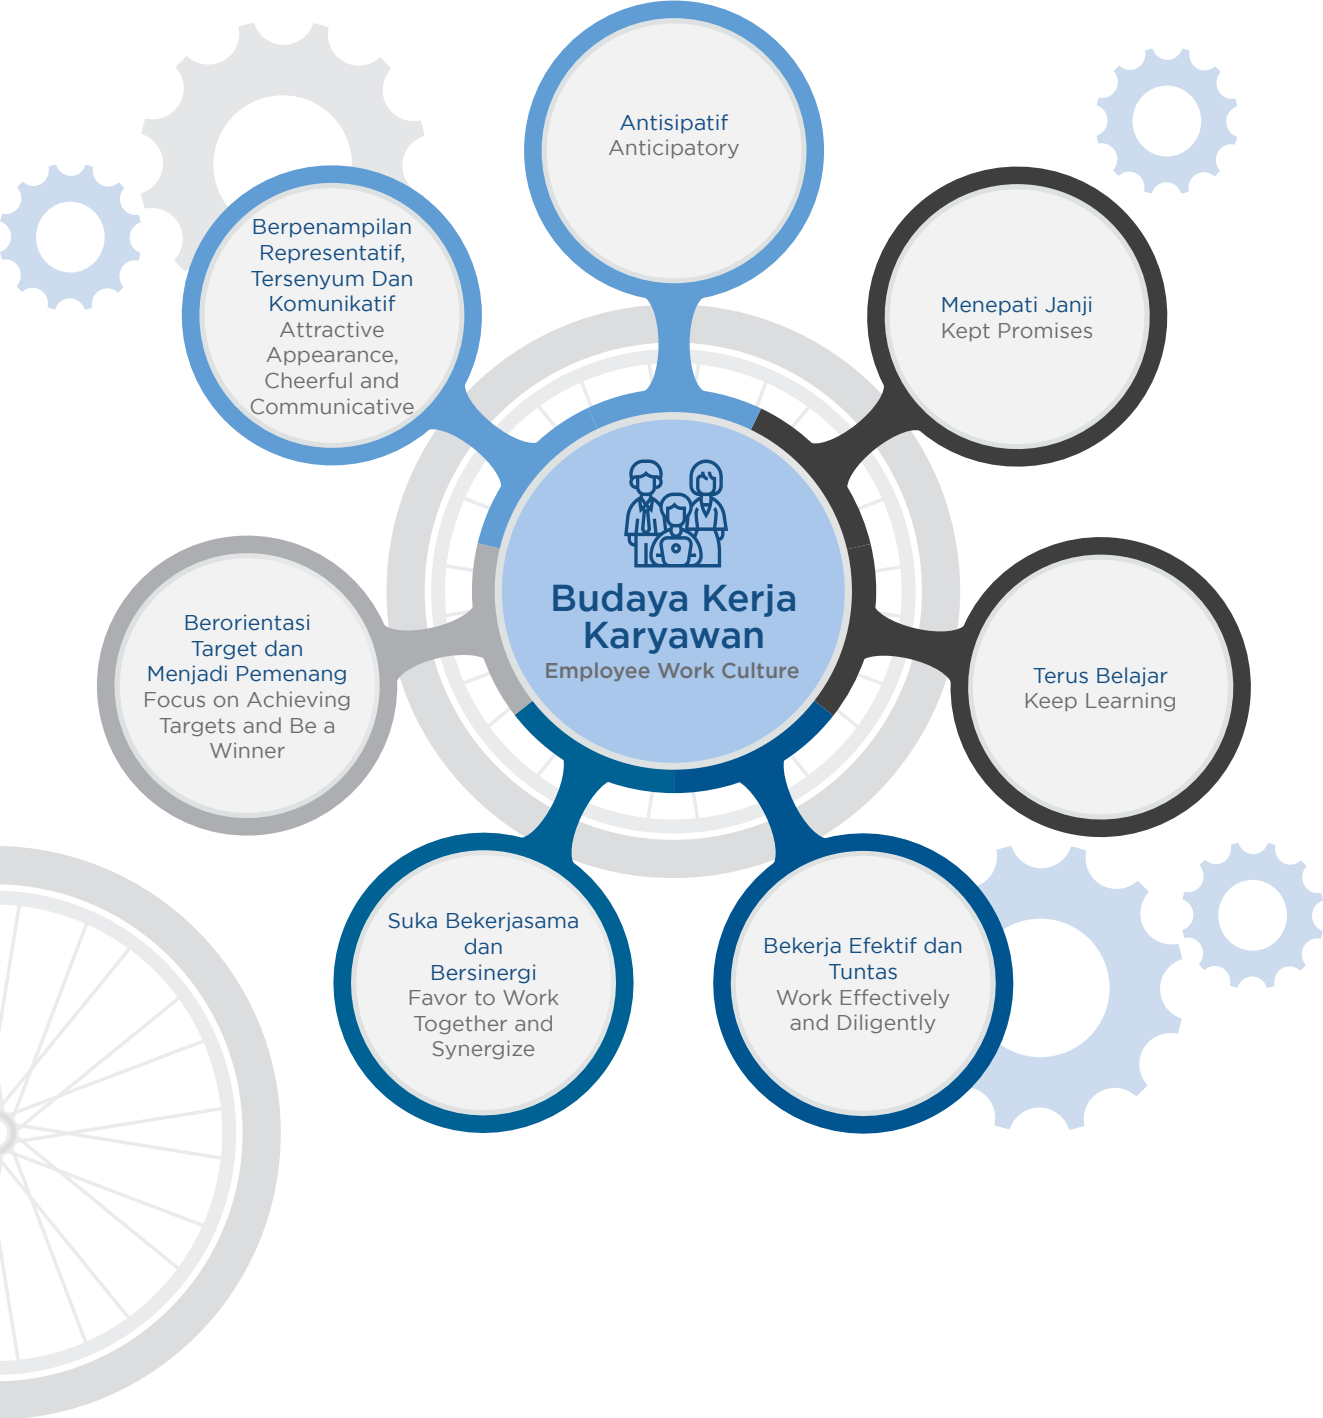 Antisipatif
Anticipatory
Berpenampilan
Representatif,
Tersenyum Dan
Komunikatif
Attractive
Appearance,
Cheerful and
Communicative
Menepati Janji
Kept Promises
Budaya Kerja
Karyawan
Employee Work Culture
Berorientasi
Target dan
Menjadi Pemenang
Focus on Achieving
Targets and Be a
Winner
Terus Belajar
Keep Learning
Suka Bekerjasama
dan
Bersinergi
Favor to Work
Together and
Synergize
Bekerja Efektif dan
Tuntas
Work Effectively
and Diligently